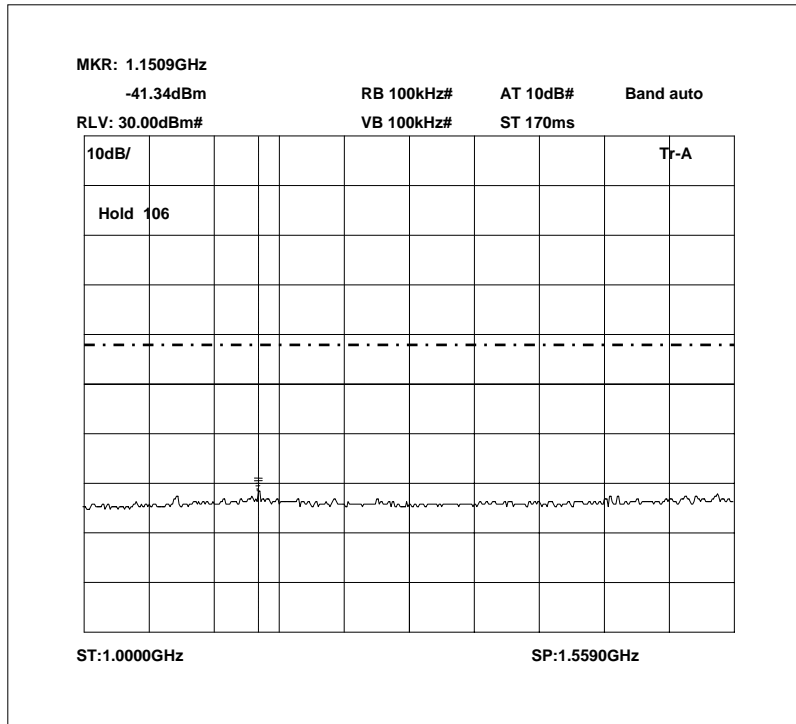 MKR: 1.1509GHz
-41.34dBm RB 100kHz# AT 10dB# Band auto
RLV: 30.00dBm# VB 100kHz# ST 170ms
10dB/ Tr-A
Hold 106
ST:1.0000GHz SP:1.5590GHz